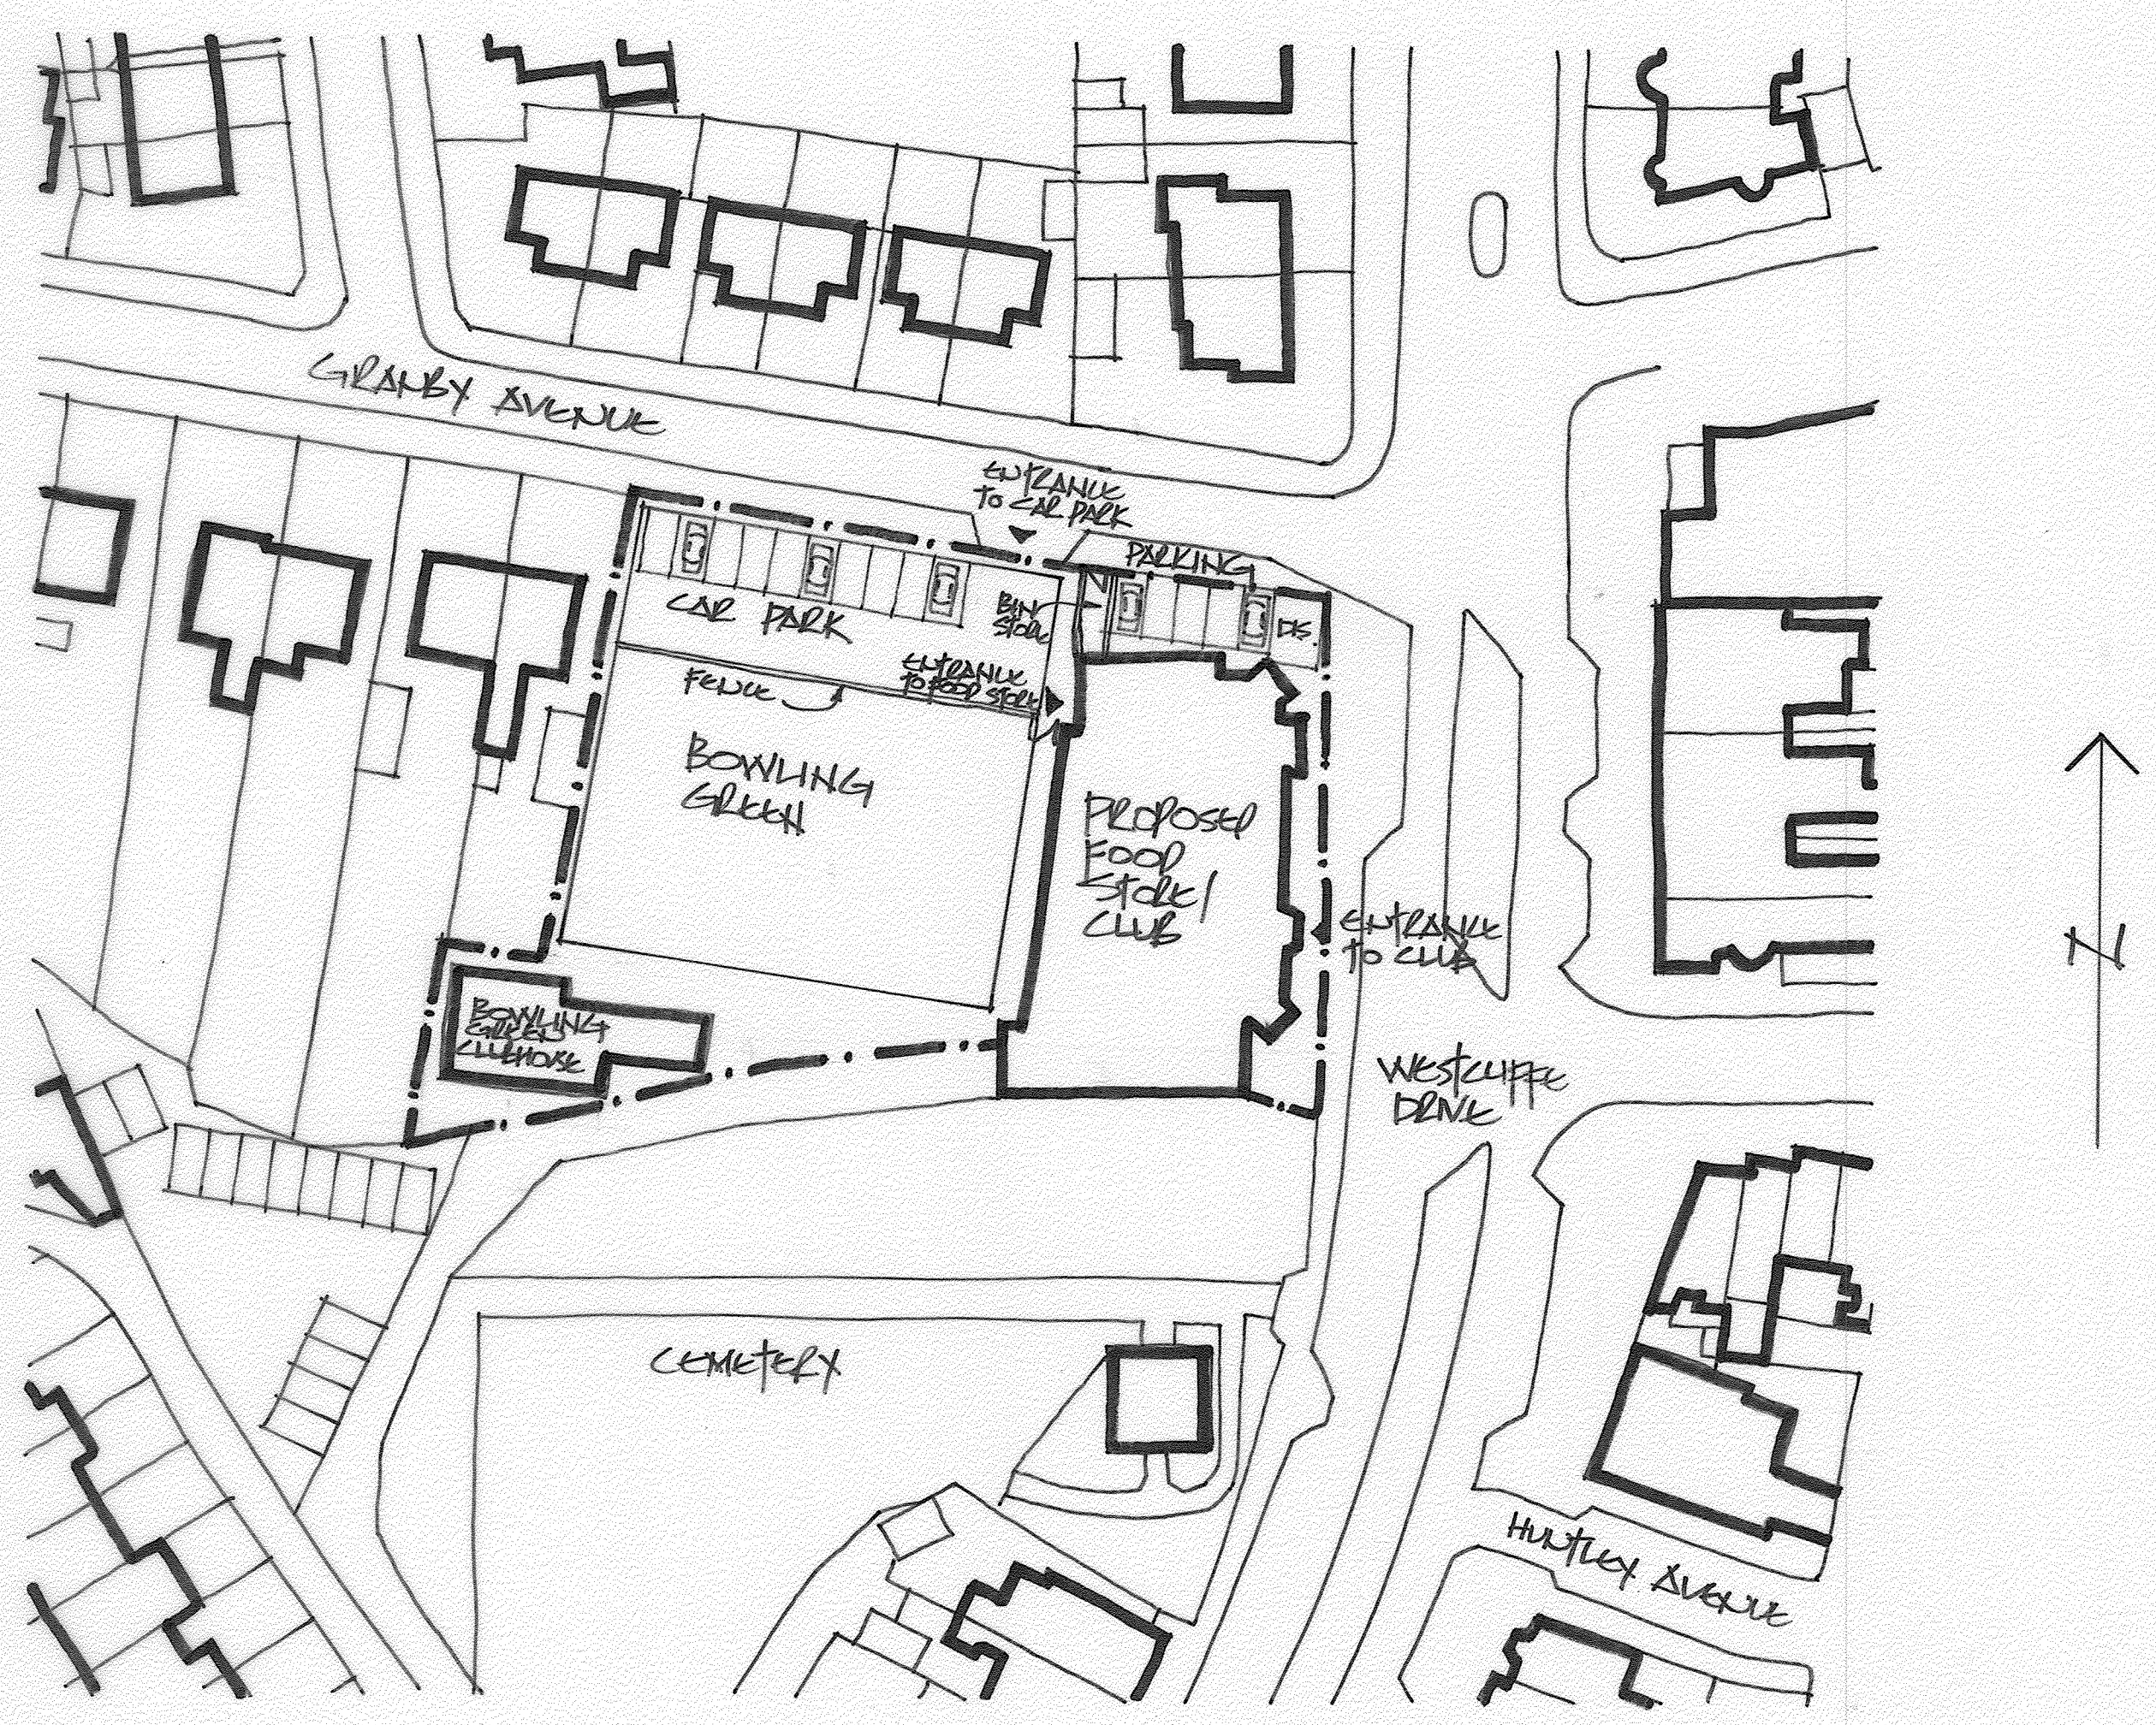 GRANBY AVENUE
ENTRANCE
TO CAR PARK
PARKING
BIN
STORE
DIS.
CAR PARK
ENTRANCE
TO FOOD STORE
FENCE
BOWLING
GREEN
PROPOSED
FOOD
STORE/
CLUB
ENTRANCE
TO CLUB
BOWLING
GREEN
CLUBHOUSE
WESTCLIFFE
DRIVE
CEMETERY
HUNTLEY AVENUE
N